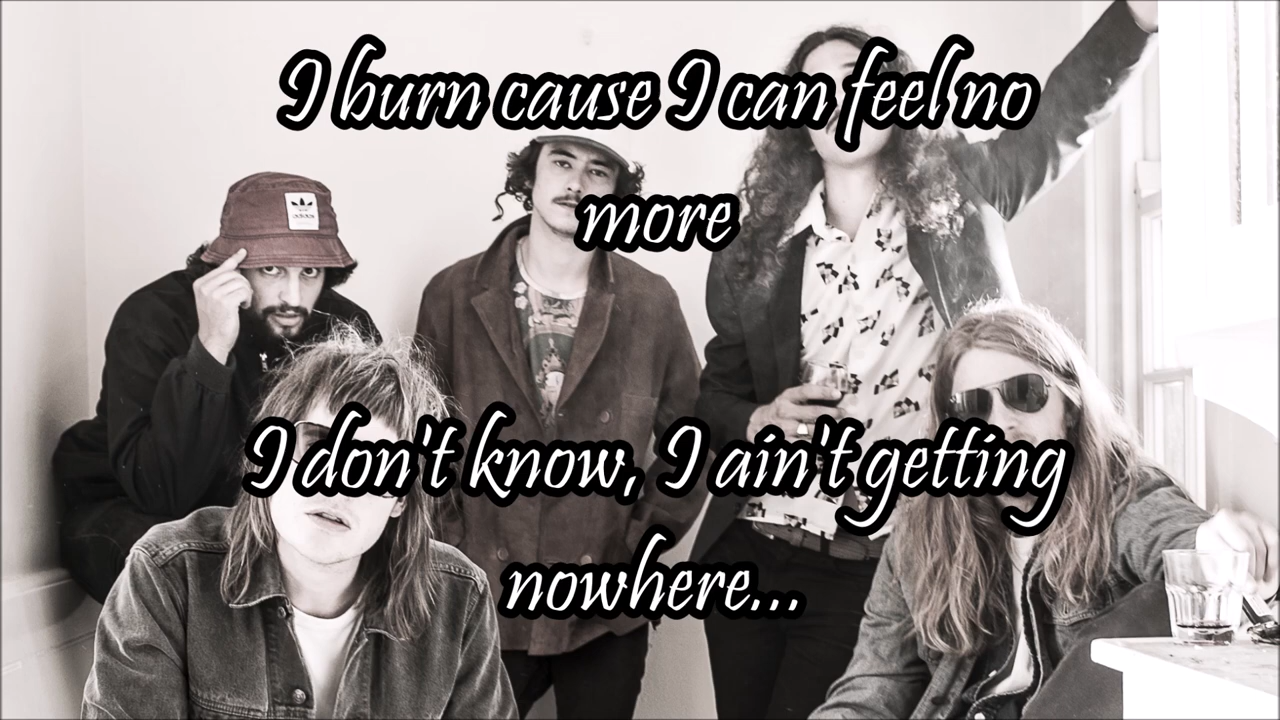 I burn cause I can feel no
more
I don't know, I ain't getting
nowhere...